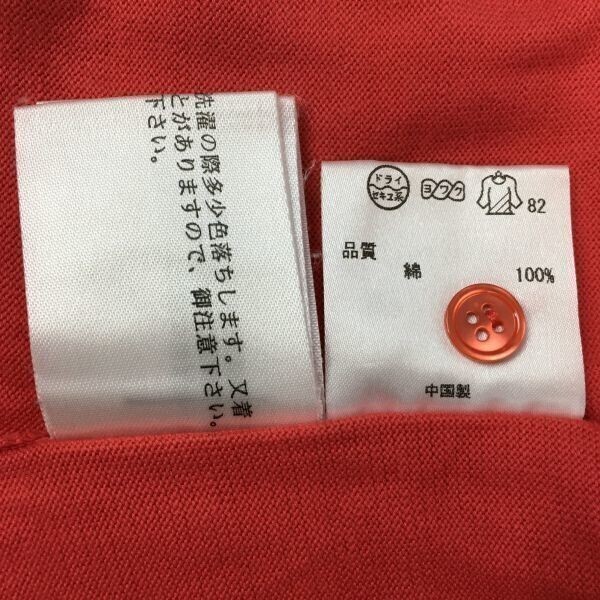 洗濯の際多少色落ちします。又着
とがありますので、御注意下さい。
下さい。
ドライ
セキユ系
ヨワク
82
品質
綿 100%
中国製